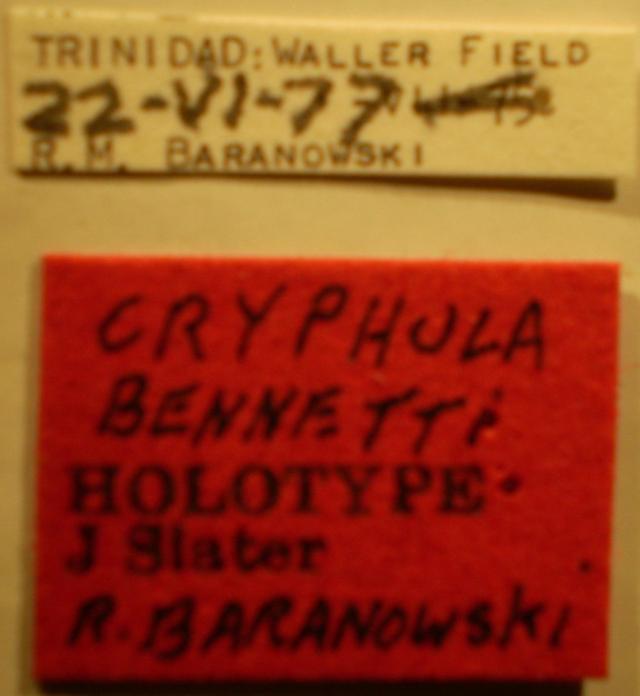 TRINIDAD: WALLER FIELD
22-VI-77
R. M. BARANOWSKI
CRYPHULA
BENNETTi
HOLOTYPE
J Slater
R. BARANOWSKi